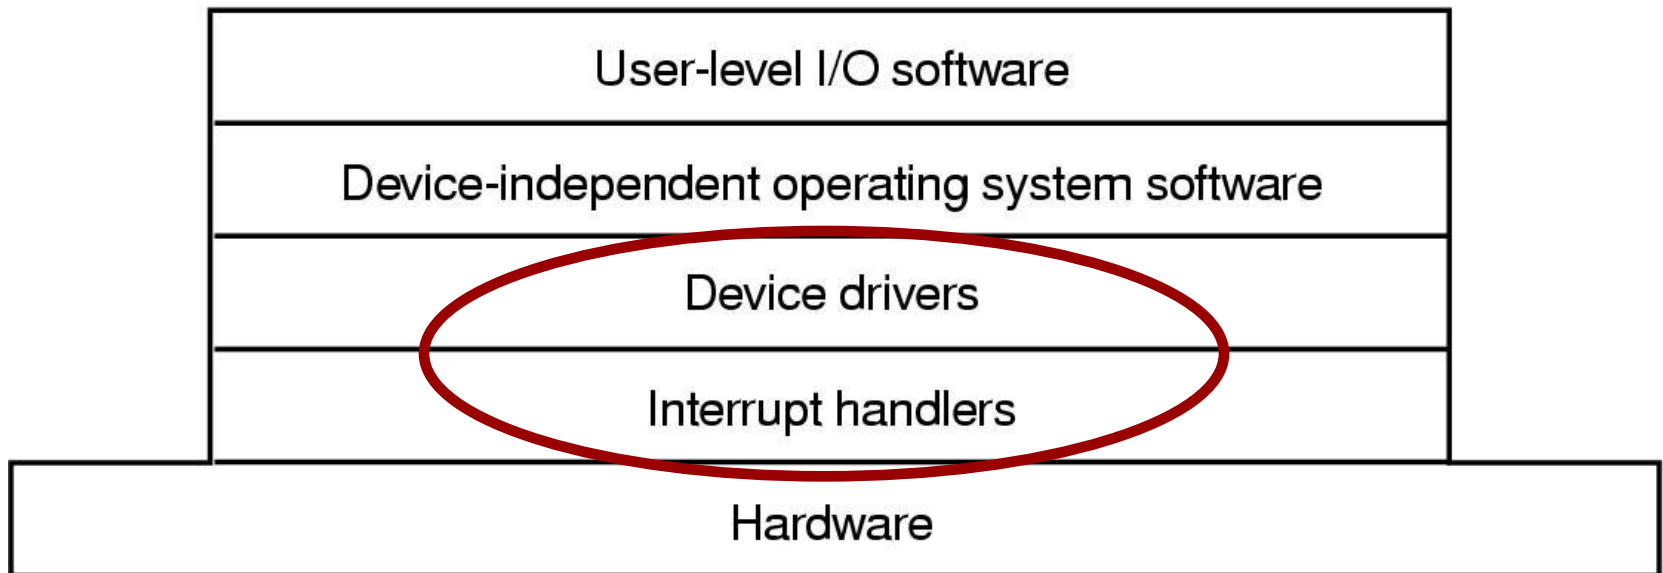 User-level I/O software
Device-independent operating system software
Device drivers
Interrupt handlers
Hardware